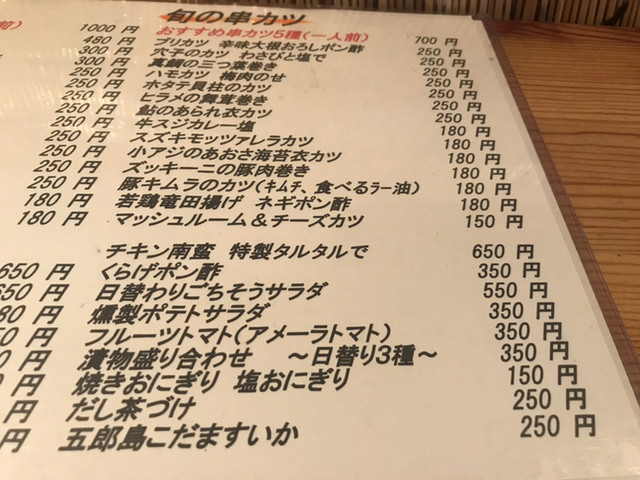 前)
1000 円
480 円
300 円
300 円
250 円
250 円
250 円
250 円
250 円
250 円
250 円
250 円
180 円
180 円
650 円
650 円
円
円
円
円
円
円
旬の串カツ
おすすめ串カツ5種(一人前) 700 円
ブリカツ 辛味大根おろしポン酢 250 円
穴子のカツ わさびと塩で 250 円
真鯛の三つ葉巻き 250 円
ハモカツ 梅肉のせ 250 円
ホタテ貝柱のカツ 250 円
ヒラメの舞茸巻き
鮎のあられ衣カツ
牛スジカレー塩 180 円
スズキモッツァレラカツ 180 円
小アジのあおさ海苔衣カツ 180 円
ズッキーニの豚肉巻き 180 円
豚キムラのカツ(キムチ、食べるラー油) 180 円
若鶏竜田揚げ ネギポン酢 180 円
マッシュルーム&チーズカツ 150 円
チキン南蛮 特製タルタルで 650 円
くらげポン酢 350 円
日替わりごちそうサラダ 550 円
燻製ポテトサラダ 350 円
フルーツトマト(アメーラトマト) 350 円
漬物盛り合わせ ～日替り3種～ 350 円
焼きおにぎり 塩おにぎり 150 円
だし茶づけ 250 円
五郎島こだますいか 250 円